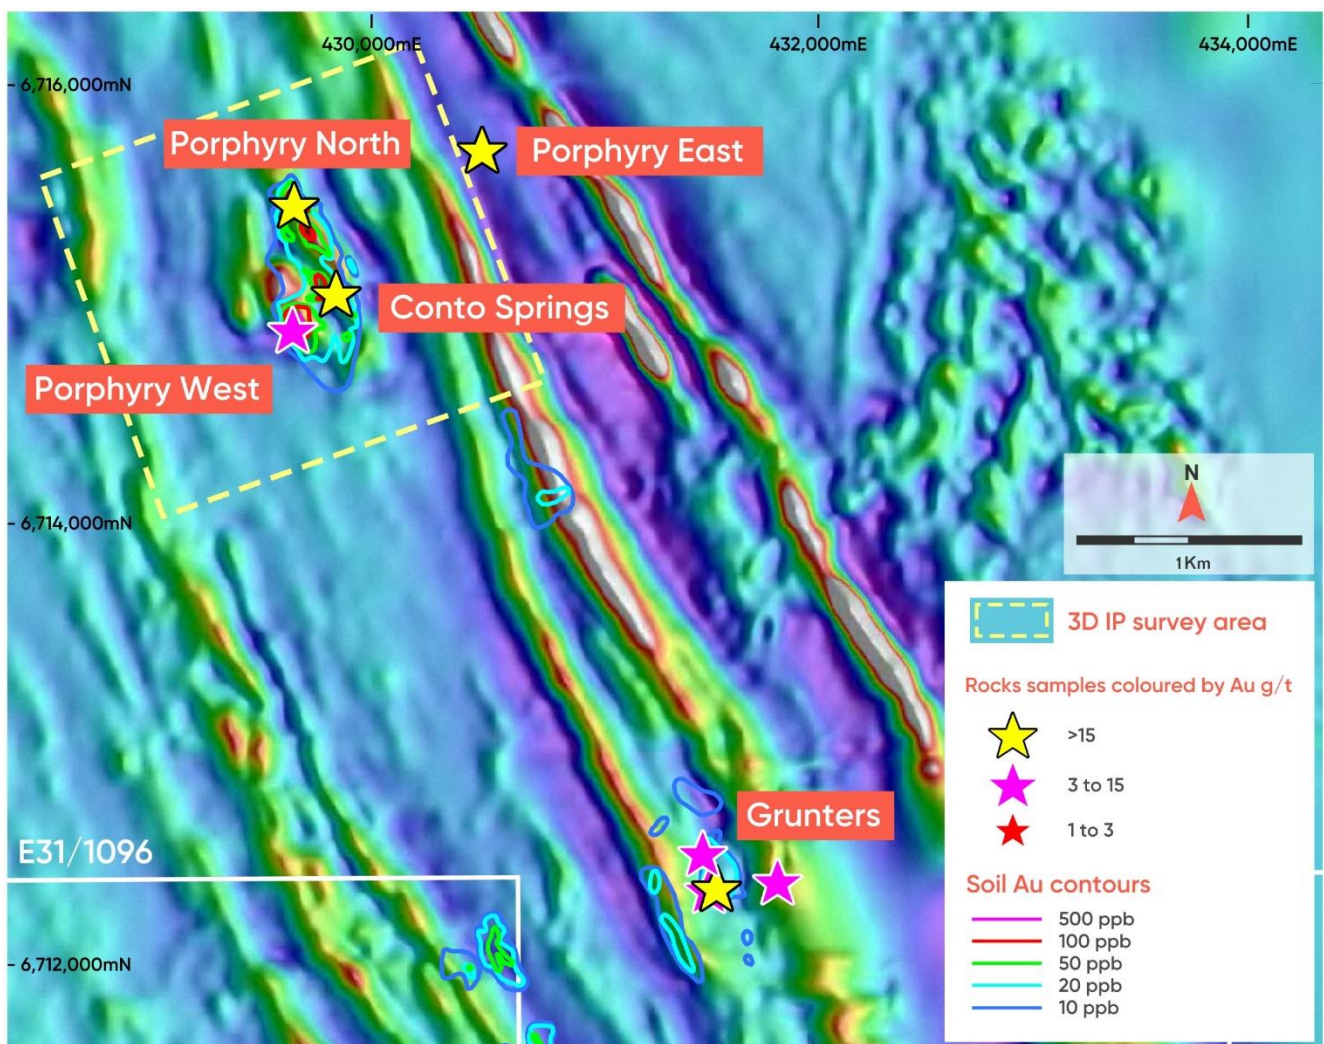 430,000mE
432,000mE
434,000mE
6,716,000mN
Porphyry North
Porphyry East
Conto Springs
Porphyry West
N
1Km
6,714,000mN
3D IP survey area
Rocks samples coloured by Au g/t
>15
3 to 15
1 to 3
Grunters
E31/1096
Soil Au contours
500 ppb
100 ppb
50 ppb
20 ppb
10 ppb
6,712,000mN